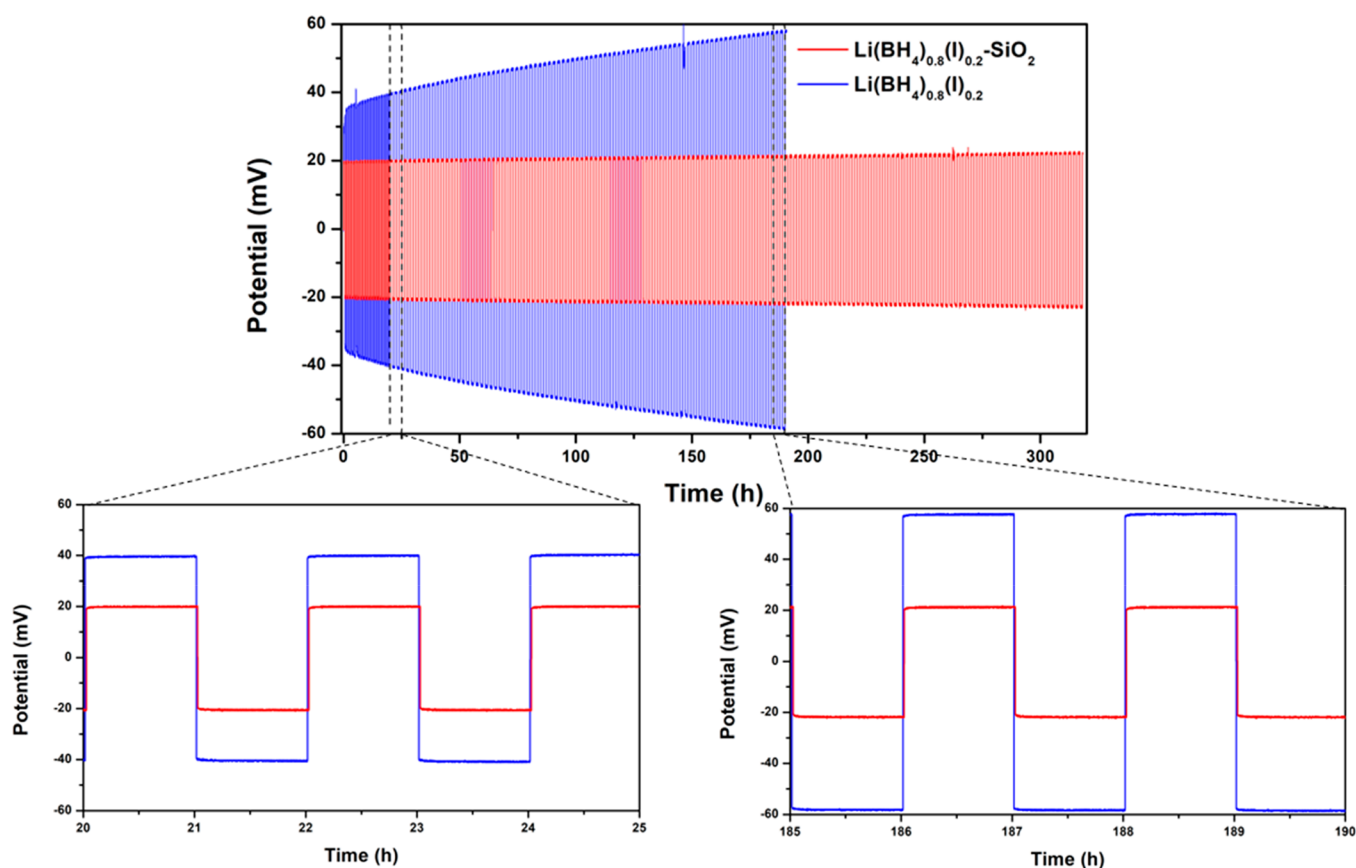 60
40
20
0
-20
-40
-60
Potential (mV)
Li(BH₄)₀.₈(I)₀.₂-SiO₂
Li(BH₄)₀.₈(I)₀.₂
0 50 100 150 200 250 300
Time (h)
60
40
20
0
-20
-40
-60
Potential (mV)
20 21 22 23 24 25
Time (h)
60
40
20
0
-20
-40
-60
Potential (mV)
185 186 187 188 189 190
Time (h)